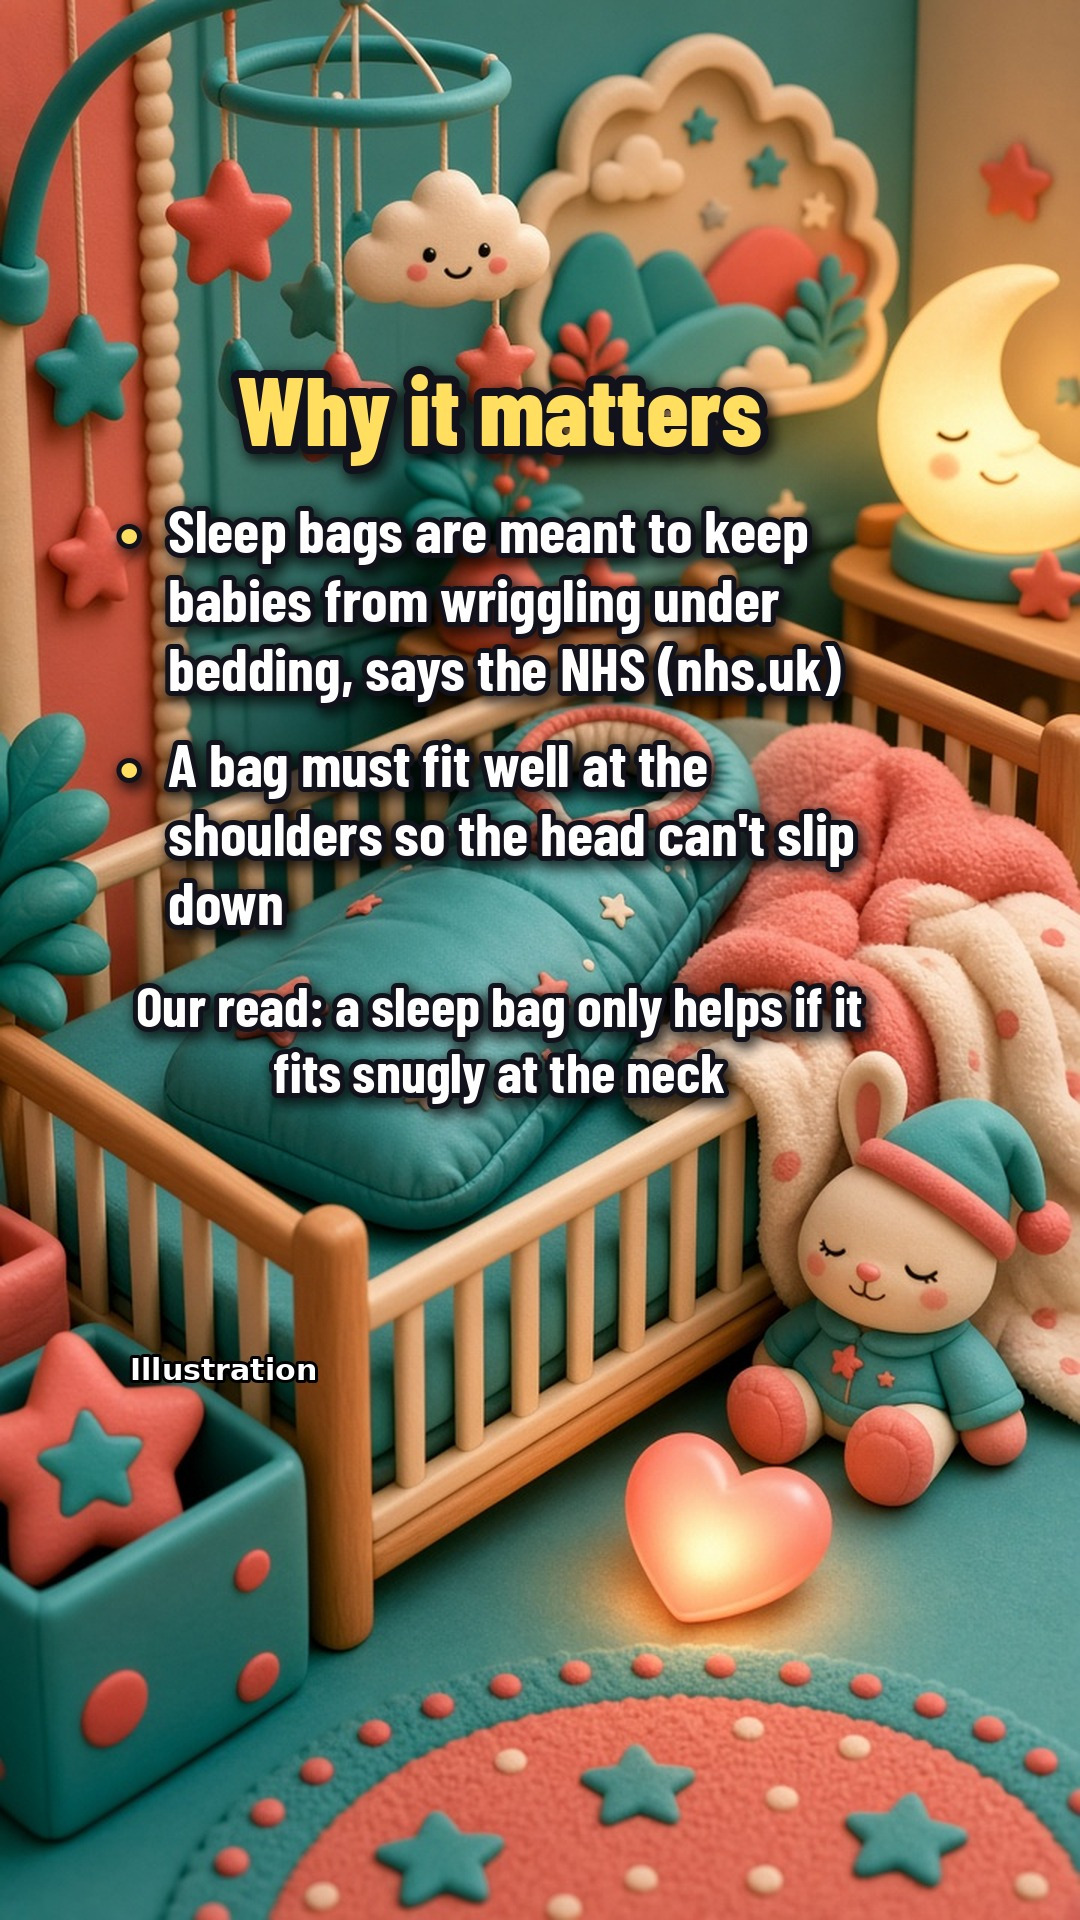 Why it matters
• Sleep bags are meant to keep
babies from wriggling under
bedding, says the NHS (nhs.uk)
• A bag must fit well at the
shoulders so the head can't slip
down
Our read: a sleep bag only helps if it
fits snugly at the neck
Illustration